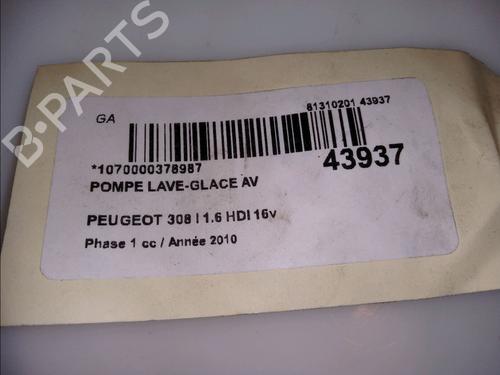 B-PARTS
GA
81310201 43937
*1070000378987
43937
POMPE LAVE-GLACE AV
PEUGEOT 308 I 1.6 HDI 16v
Phase 1 cc / Année 2010